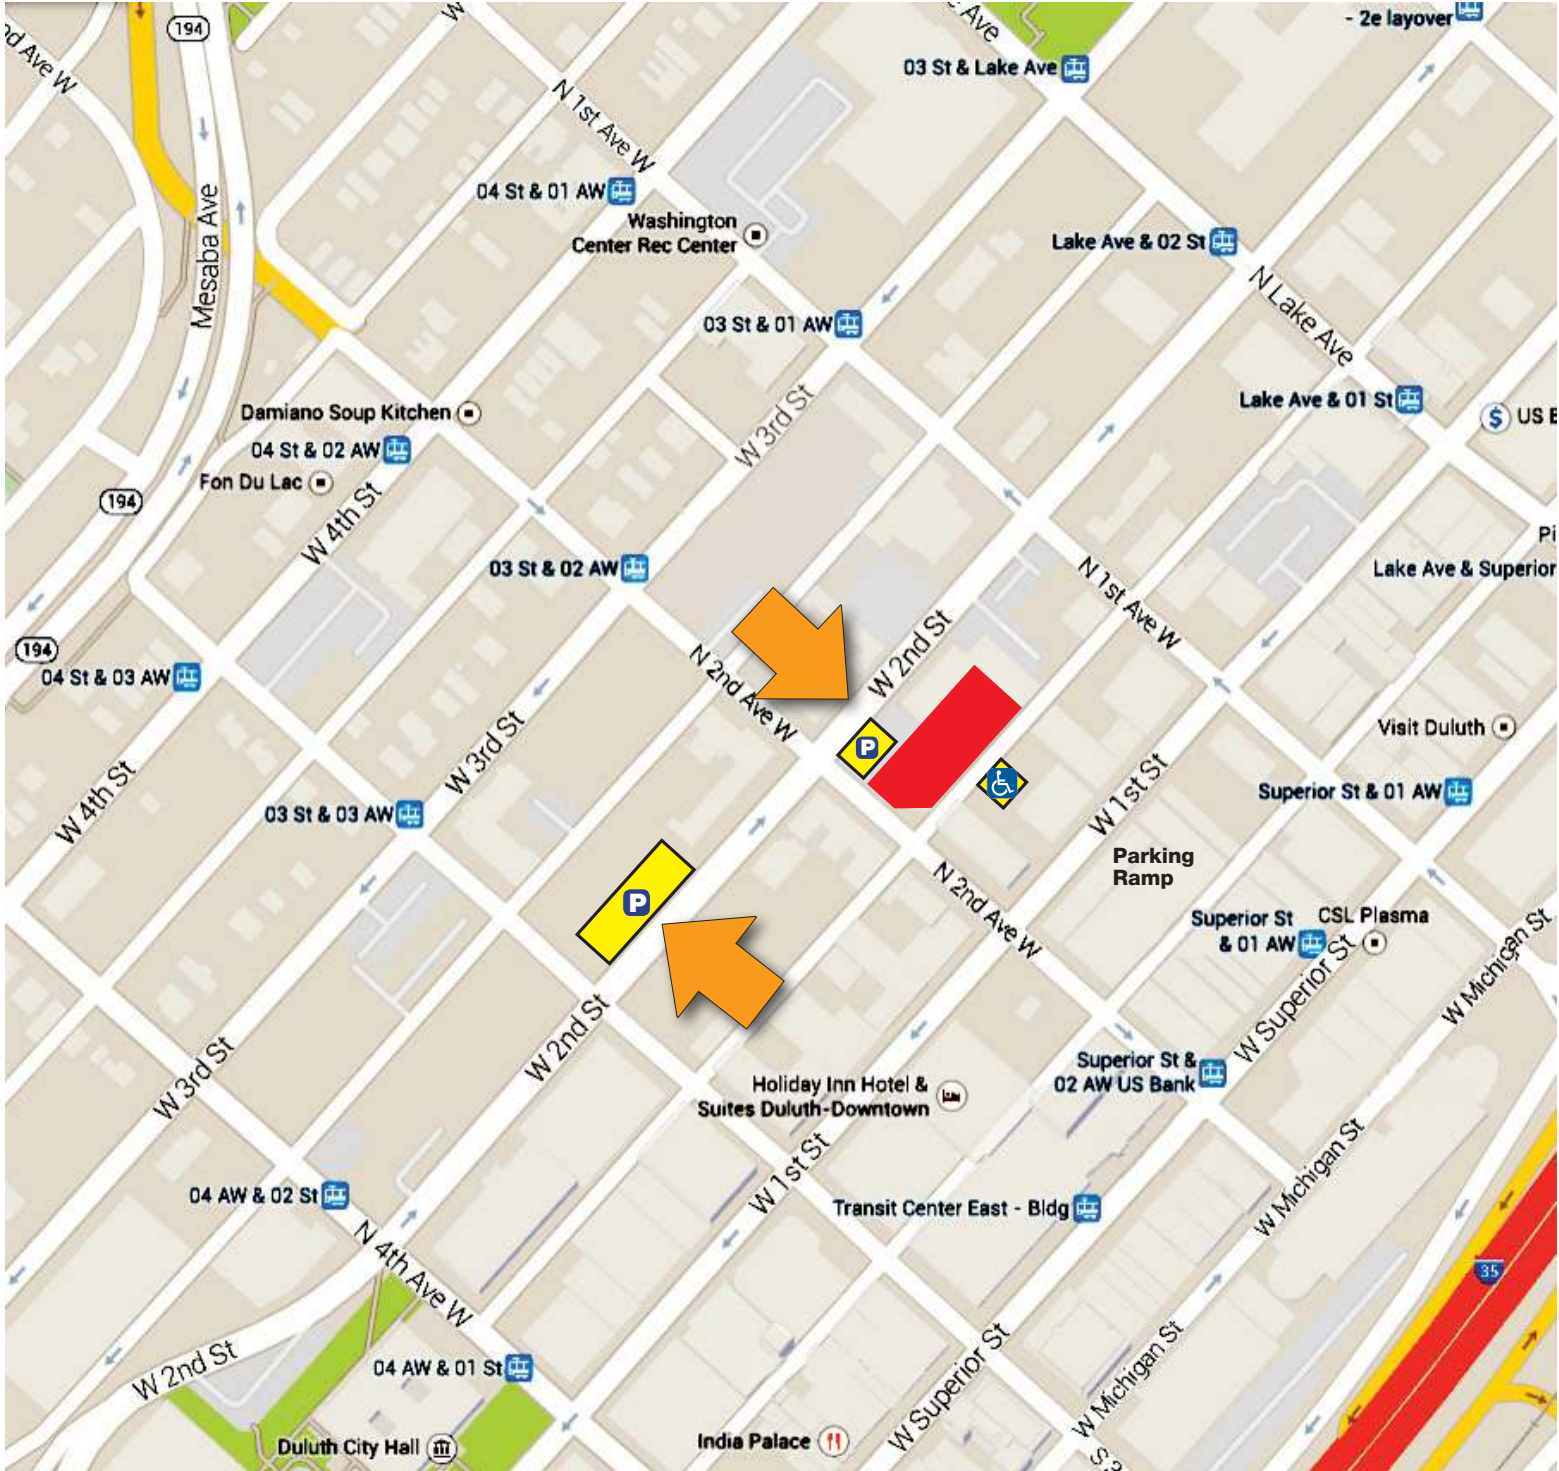 194
- 2e layover
Ave
03 St & Lake Ave
Ave W
N 1st Ave W
04 St & 01 AW
Washington
Center Rec Center
Mesaba Ave
Lake Ave & 02 St
N Lake Ave
03 St & 01 AW
W 3rd St
Lake Ave & 01 St
$ US B
Damiano Soup Kitchen
04 St & 02 AW
Fon Du Lac
194
W 4th St
03 St & 02 AW
Lake Ave & Superior
N 1st Ave W
W 2nd St
194
04 St & 03 AW
N 2nd Ave W
P
Visit Duluth
W 3rd St
W 4th St
W 1st St
Superior St & 01 AW
03 St & 03 AW
Parking
Ramp
P
N 2nd Ave W
Superior St
& 01 AW
CSL Plasma
W Superior St
W Michigan St
W 2nd St
W 3rd St
Superior St &
02 AW US Bank
Holiday Inn Hotel &
Suites Duluth-Downtown
W 1st St
W Michigan St
04 AW & 02 St
Transit Center East - Bldg
N 4th Ave W
35
W 2nd St
04 AW & 01 St
W Superior St
W Michigan St
Duluth City Hall
India Palace